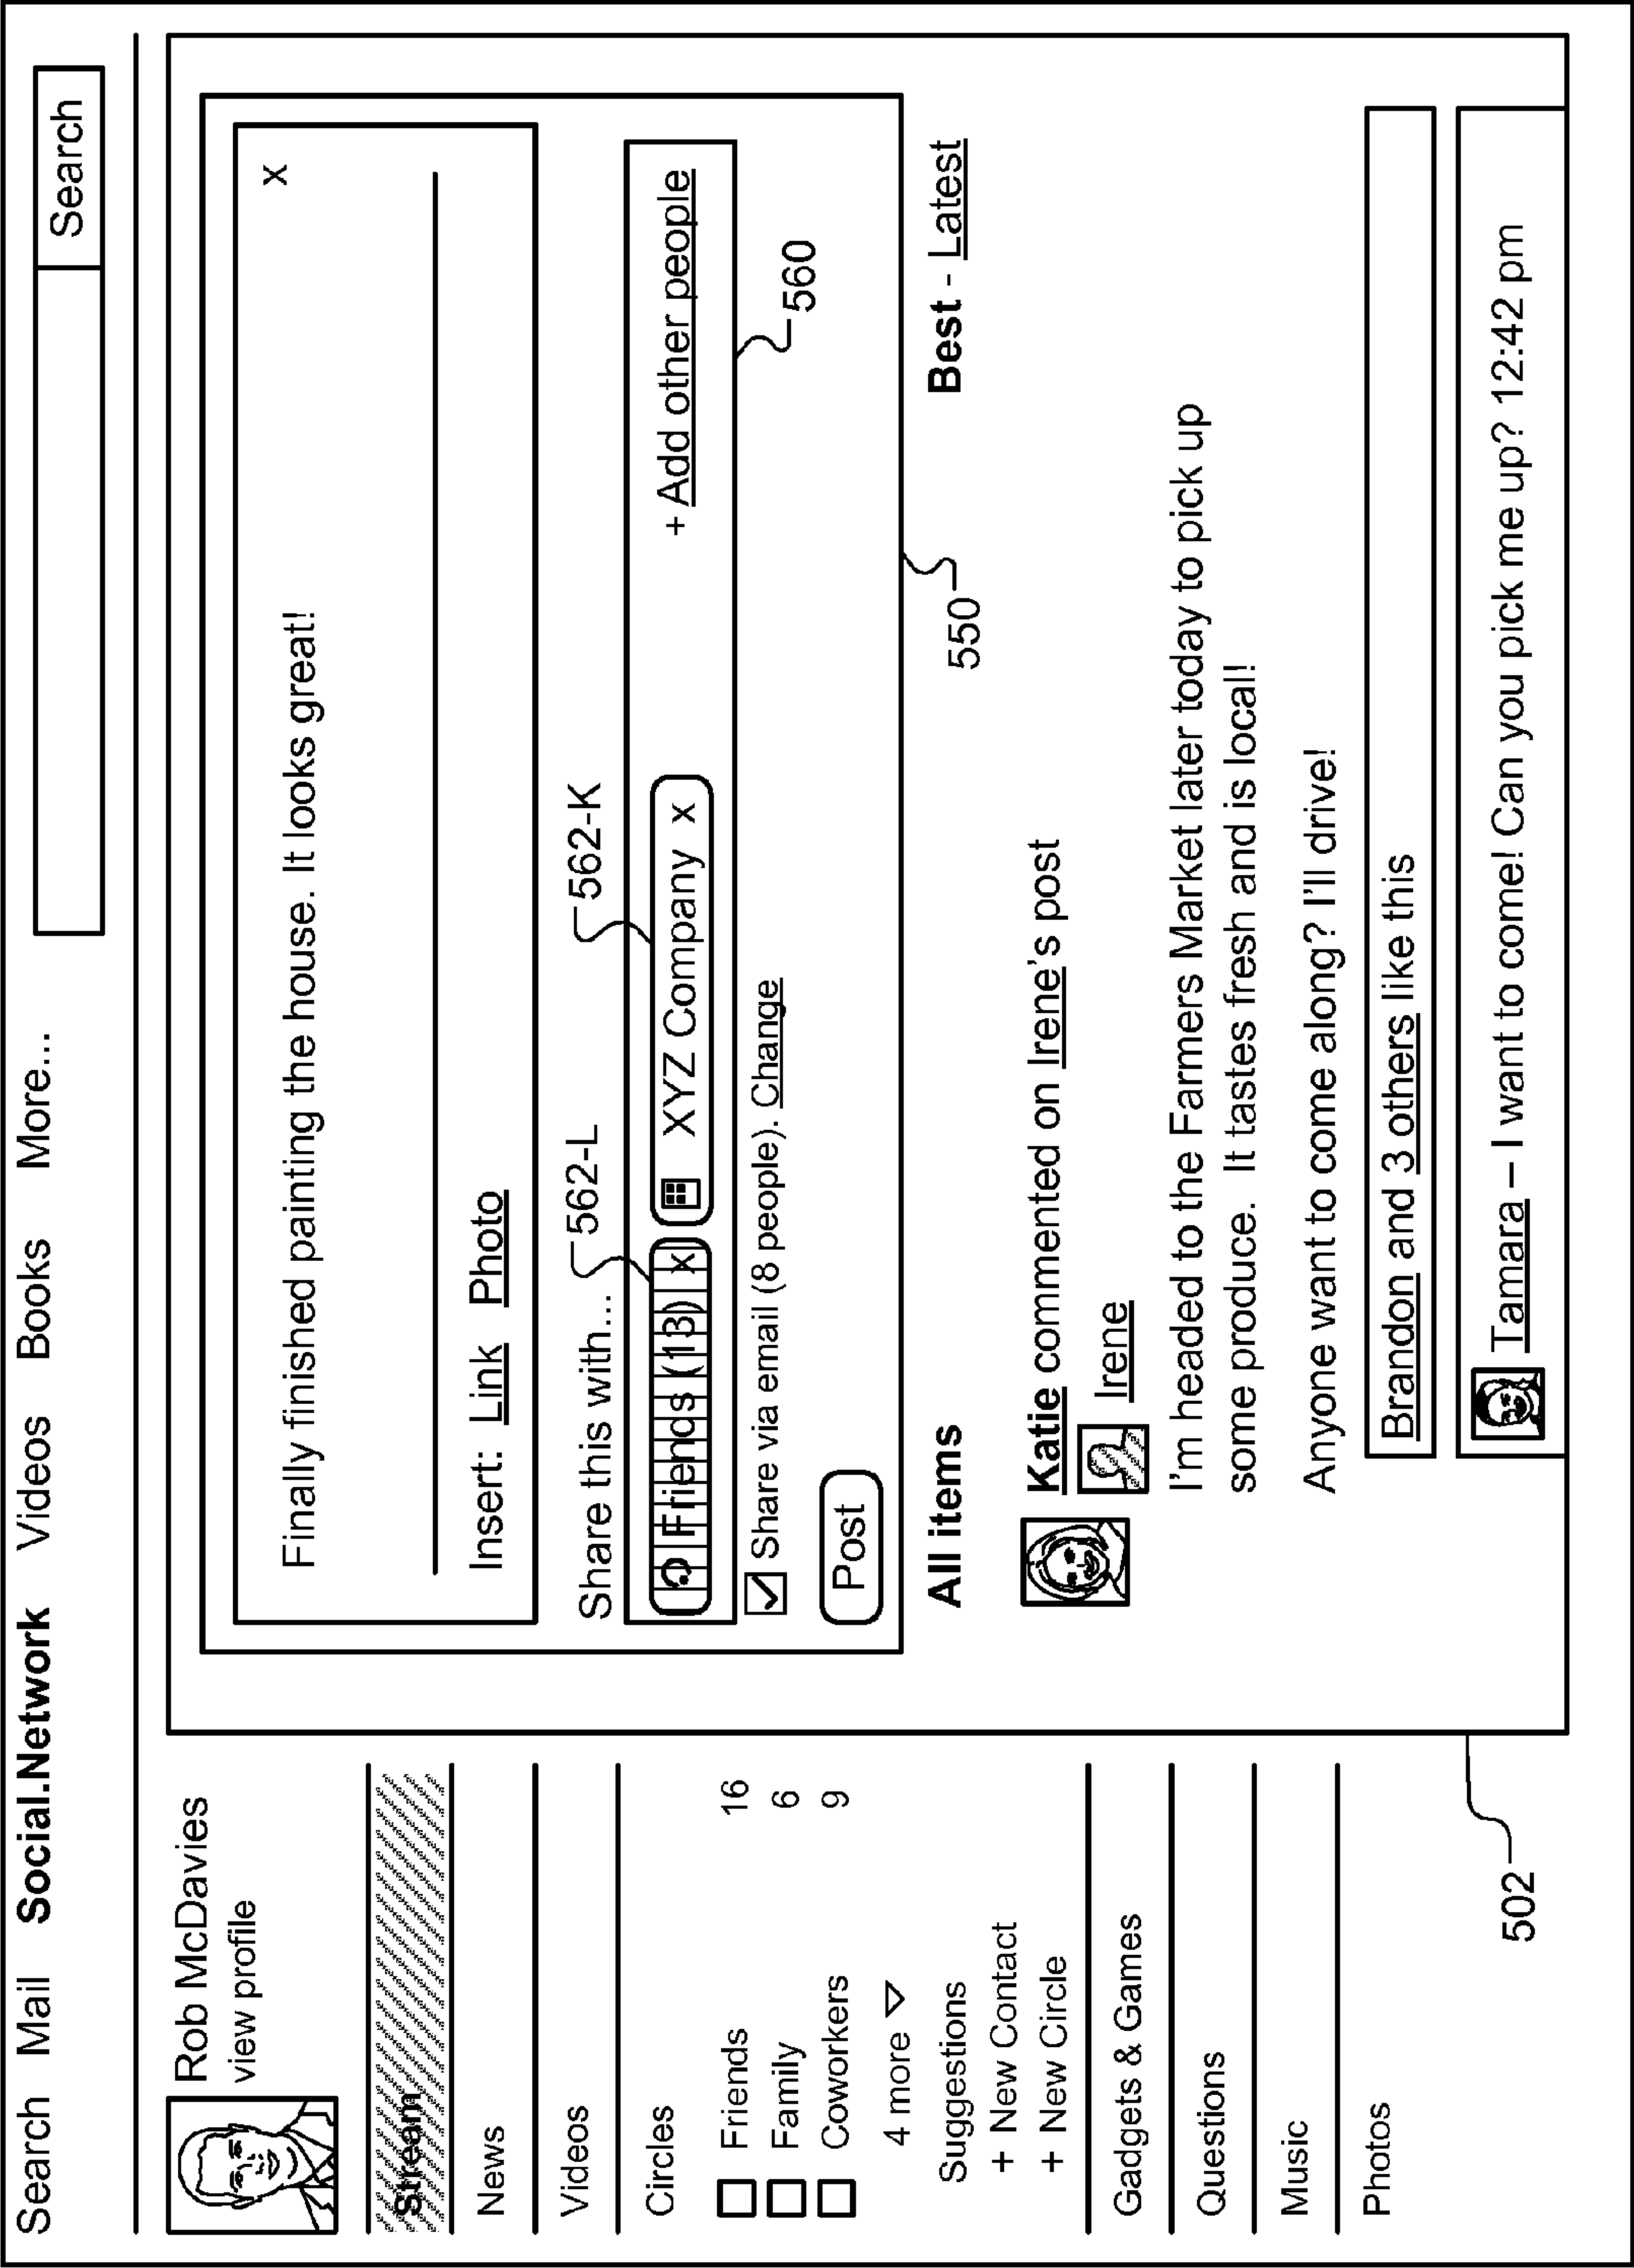 Search Mail Social.Network Videos Books More...
Search
Rob McDavies
view profile
Stream
News
Videos
Circles
Friends 16
Family 6
Coworkers 9
4 more
Suggestions
+ New Contact
+ New Circle
Gadgets & Games
Questions
Music
Photos
502
Finally finished painting the house. It looks great!
x
Insert: Link Photo
Share this with...
562-L
562-K
Friends (13) x
XYZ Company x
+ Add other people
Share via email (8 people). Change
560
Post
550
All items
Best - Latest
Katie commented on Irene's post
Irene
I'm headed to the Farmers Market later today to pick up
some produce. It tastes fresh and is local!
Anyone want to come along? I'll drive!
Brandon and 3 others like this
Tamara – I want to come! Can you pick me up? 12:42 pm